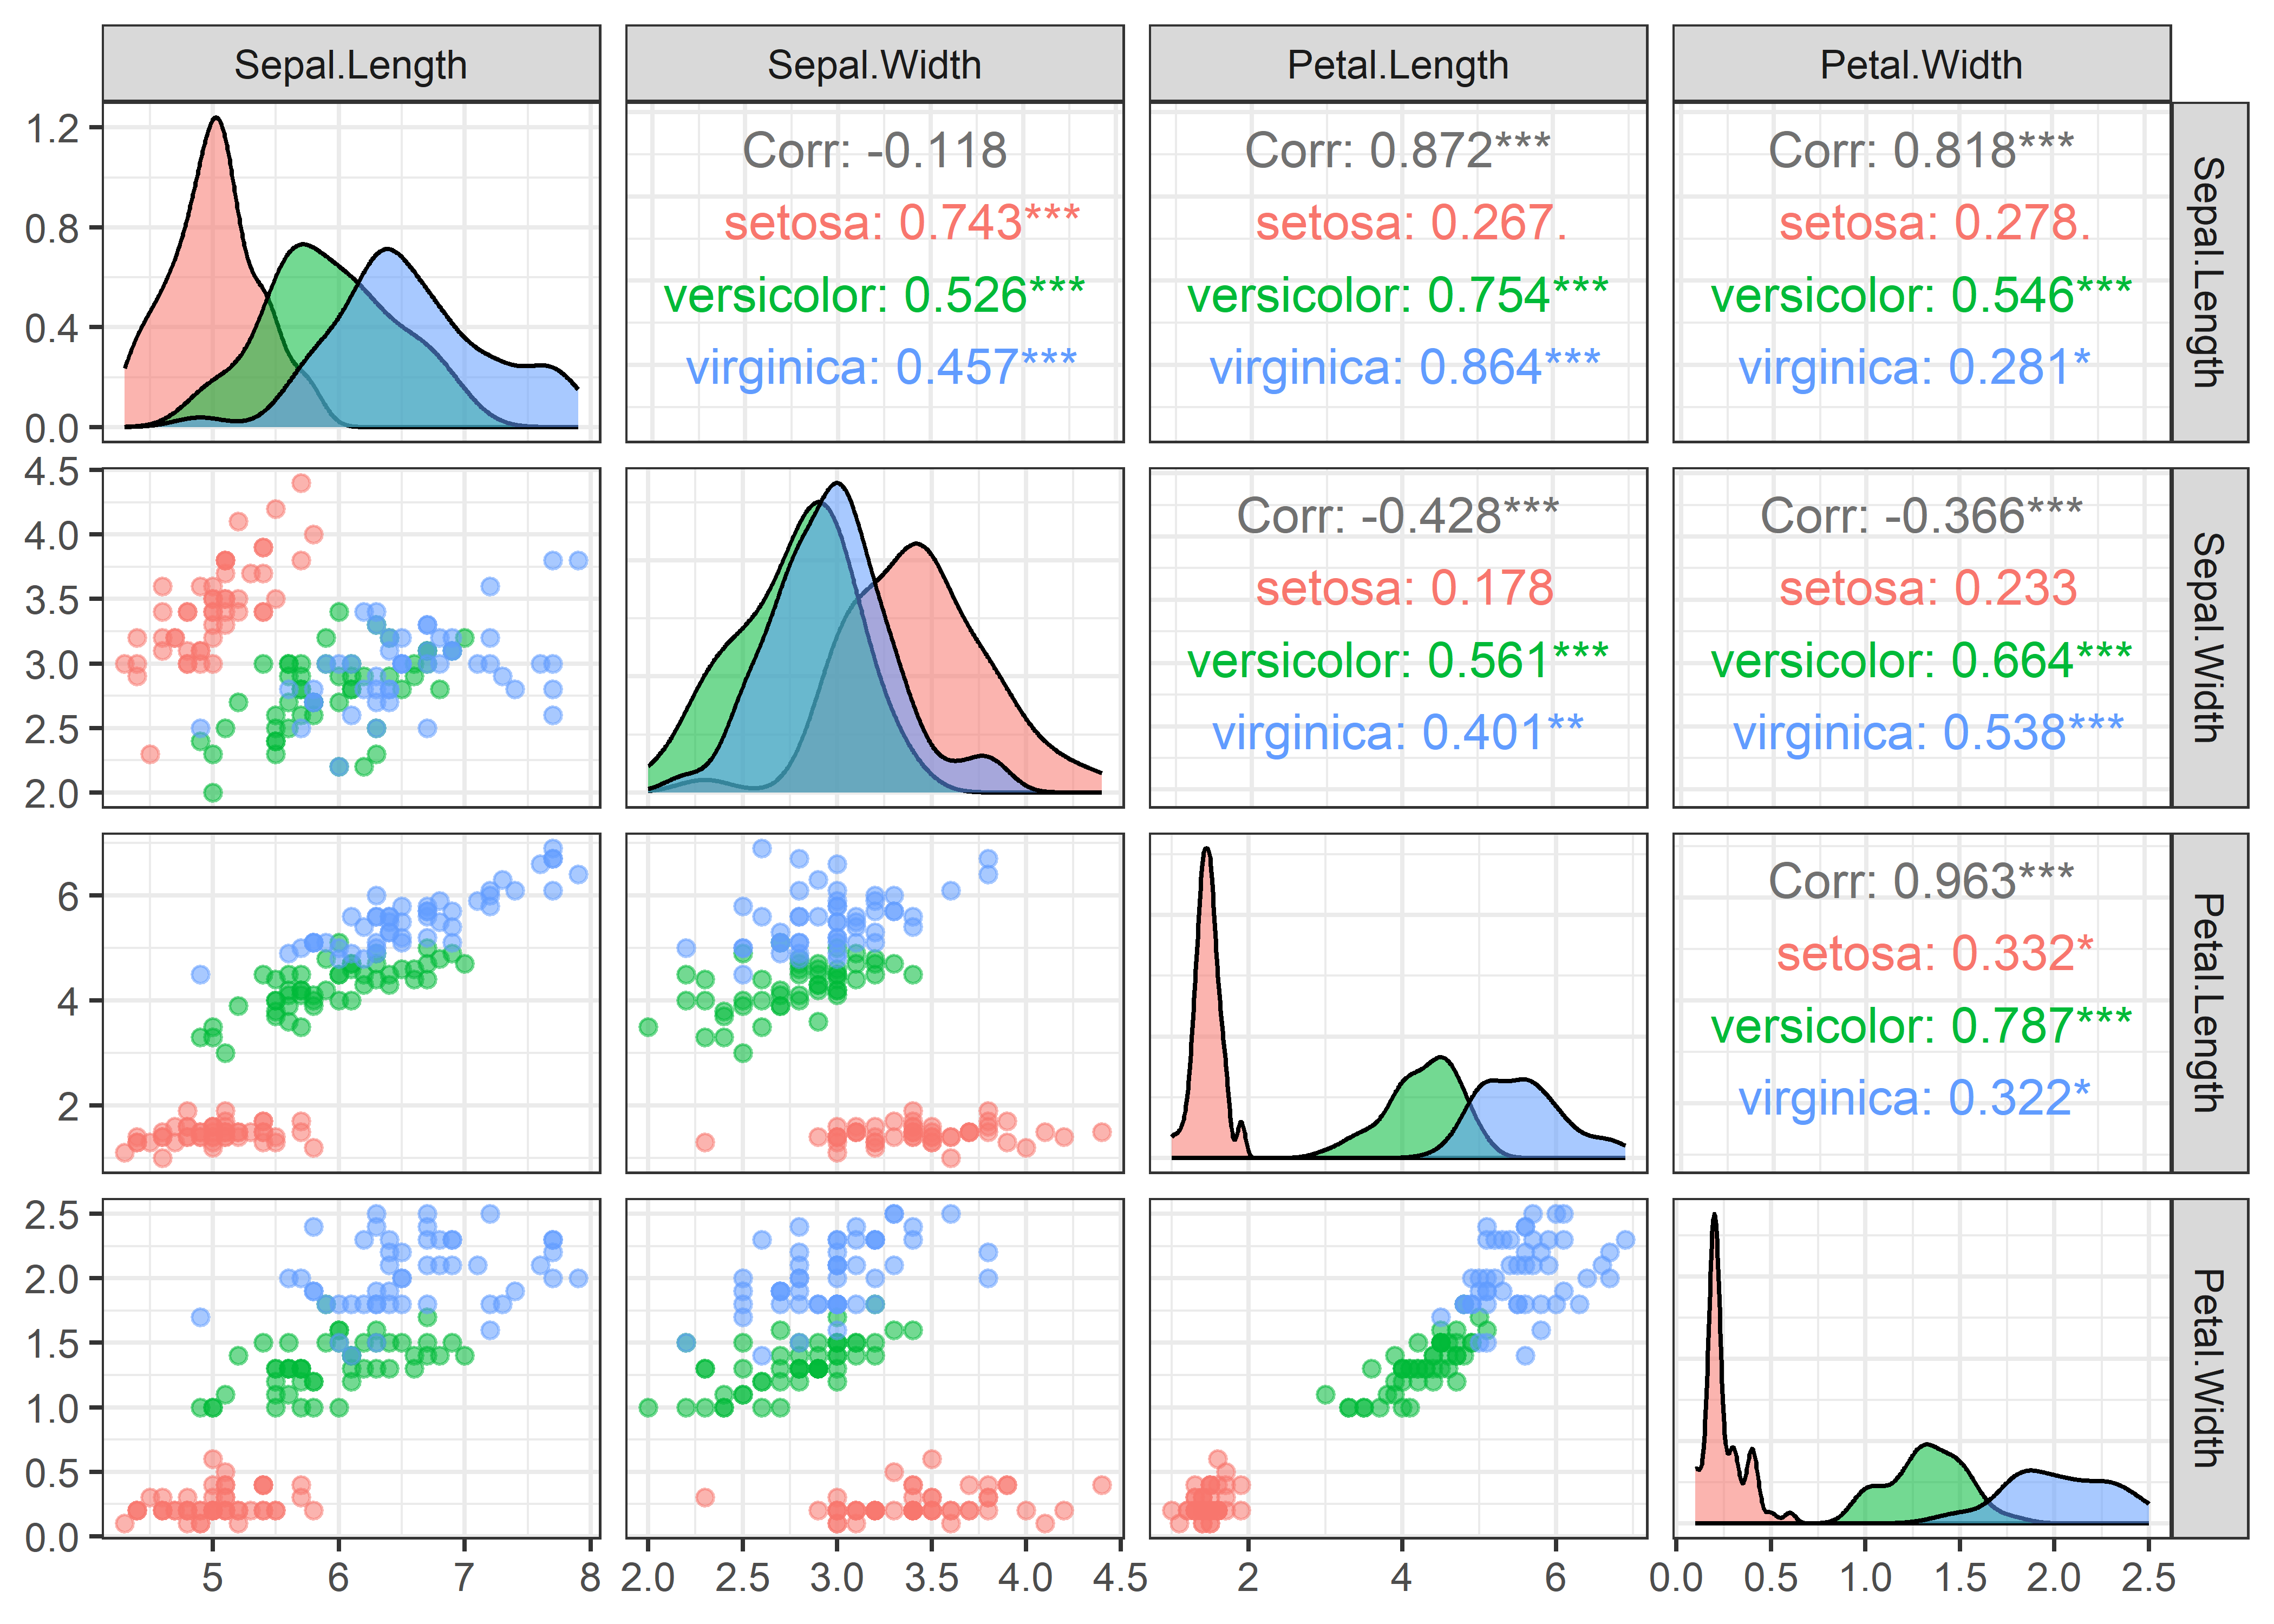 Sepal.Length
Sepal.Width
Petal.Length
Petal.Width
1.2
0.8
0.4
0.0
Corr: -0.118
setosa: 0.743***
versicolor: 0.526***
virginica: 0.457***
Corr: 0.872***
setosa: 0.267.
versicolor: 0.754***
virginica: 0.864***
Corr: 0.818***
setosa: 0.278.
versicolor: 0.546***
virginica: 0.281*
Sepal.Length
4.5
4.0
3.5
3.0
2.5
2.0
Corr: -0.428***
setosa: 0.178
versicolor: 0.561***
virginica: 0.401**
Corr: -0.366***
setosa: 0.233
versicolor: 0.664***
virginica: 0.538***
Sepal.Width
6
4
2
Corr: 0.963***
setosa: 0.332*
versicolor: 0.787***
virginica: 0.322*
Petal.Length
2.5
2.0
1.5
1.0
0.5
0.0
Petal.Width
5 6 7 8
2.0 2.5 3.0 3.5 4.0 4.5
2 4 6
0.0 0.5 1.0 1.5 2.0 2.5